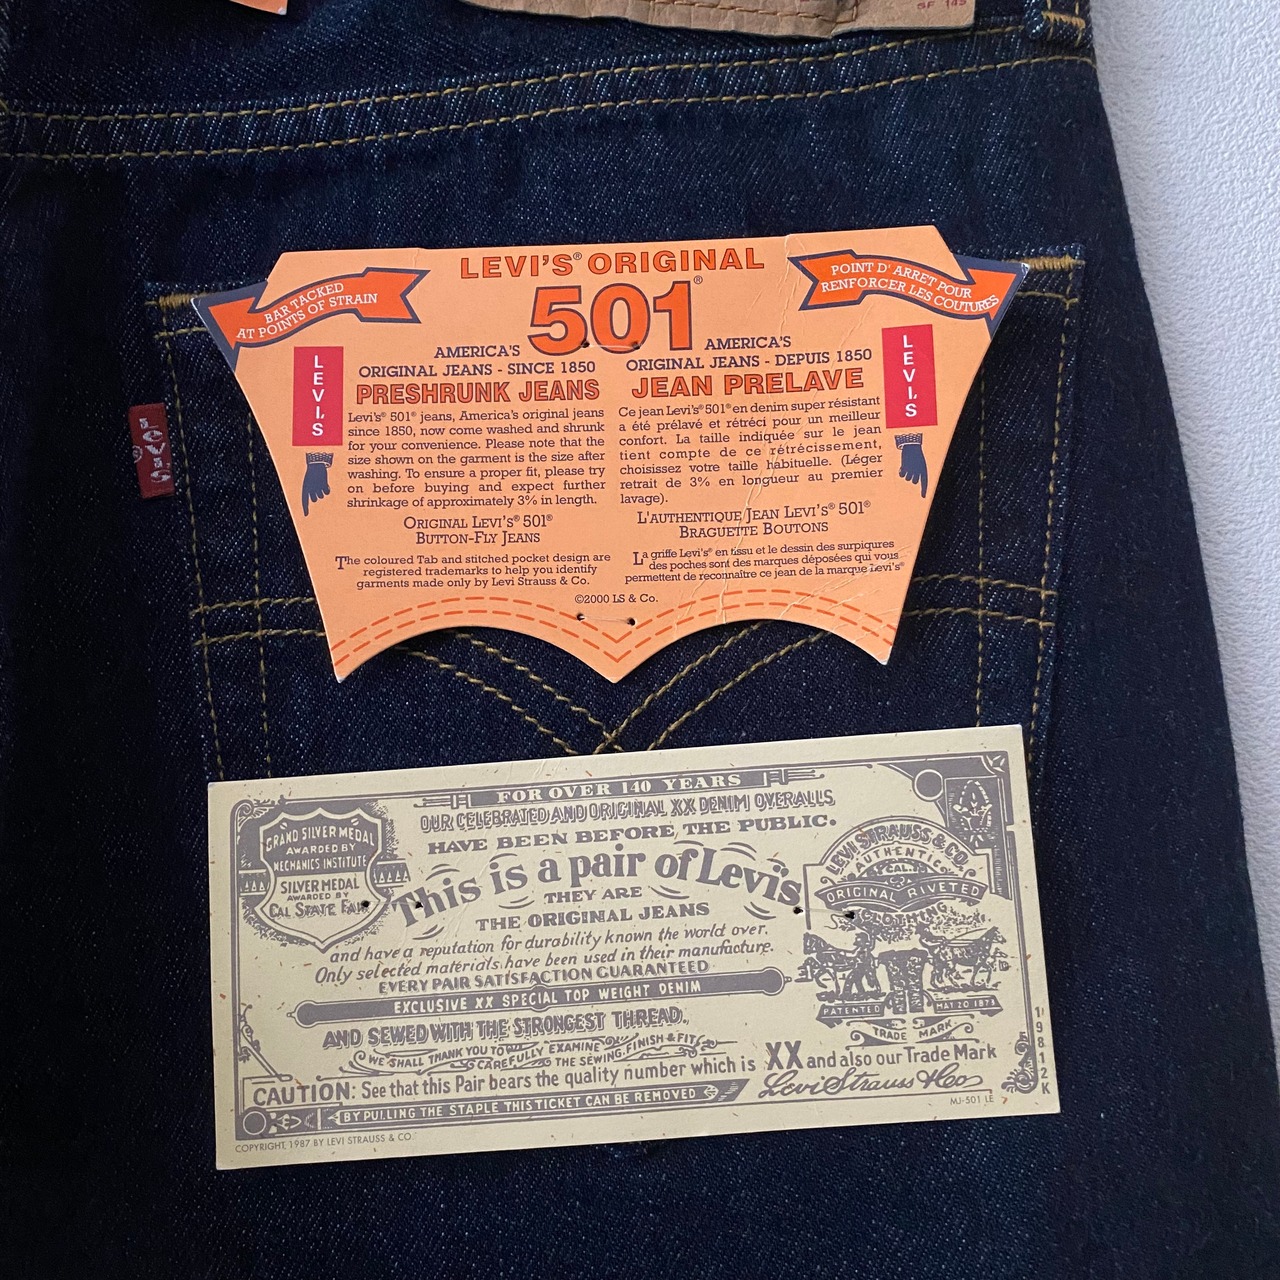 SF 145
LEVI'S® ORIGINAL
501®
BAR TACKED
AT POINTS OF STRAIN
POINT D' ARRET POUR
RENFORCER LES COUTURES
LEVI'S
LEVI'S
LEVI'S
®
AMERICA'S
ORIGINAL JEANS - SINCE 1850
PRESHRUNK JEANS
Levi's® 501® jeans, America's original jeans
since 1850, now come washed and shrunk
for your convenience. Please note that the
size shown on the garment is the size after
washing. To ensure a proper fit, please try
on before buying and expect further
shrinkage of approximately 3% in length.
ORIGINAL LEVI'S® 501®
BUTTON-FLY JEANS
The coloured Tab and stitched pocket design are
registered trademarks to help you identify
garments made only by Levi Strauss & Co.
AMERICA'S
ORIGINAL JEANS - DEPUIS 1850
JEAN PRELAVE
Ce jean Levi's® 501® en denim super résistant
a été prélavé et rétréci pour un meilleur
confort. La taille indiquée sur le jean
tient compte de ce rétrécissement,
choisissez votre taille habituelle. (Léger
retrait de 3% en longueur au premier
lavage).
L'AUTHENTIQUE JEAN LEVI'S® 501®
BRAGUETTE BOUTONS
La griffe Levi's® en tissu et le dessin des surpiqures
des poches sont des marques déposées qui vous
permettent de reconnaître ce jean de la marque Levi's®
©2000 LS & Co.
FOR OVER 140 YEARS
OUR CELEBRATED AND ORIGINAL XX DENIM OVERALLS
HAVE BEEN BEFORE THE PUBLIC.
This is a pair of Levi's
THEY ARE
THE ORIGINAL JEANS
and have a reputation for durability known the world over.
Only selected materials have been used in their manufacture.
EVERY PAIR SATISFACTION GUARANTEED
EXCLUSIVE XX SPECIAL TOP WEIGHT DENIM
AND SEWED WITH THE STRONGEST THREAD.
WE SHALL THANK YOU TO CAREFULLY EXAMINE THE SEWING, FINISH & FIT
CAUTION: See that this Pair bears the quality number which is XX and also our Trade Mark
BY PULLING THE STAPLE THIS TICKET CAN BE REMOVED
Levi Strauss & Co
COPYRIGHT, 1987 BY LEVI STRAUSS & CO.
MJ-501 LE
GRAND SILVER MEDAL
AWARDED BY
MECHANICS INSTITUTE
SILVER MEDAL
AWARDED BY
CAL STATE FAIR
LEVI STRAUSS & CO.
AUTHENTIC
S.F. CAL. U.S.
ORIGINAL RIVETED
CLOTHING.
PATENTED MAY 20 1873
TRADE MARK
19812K